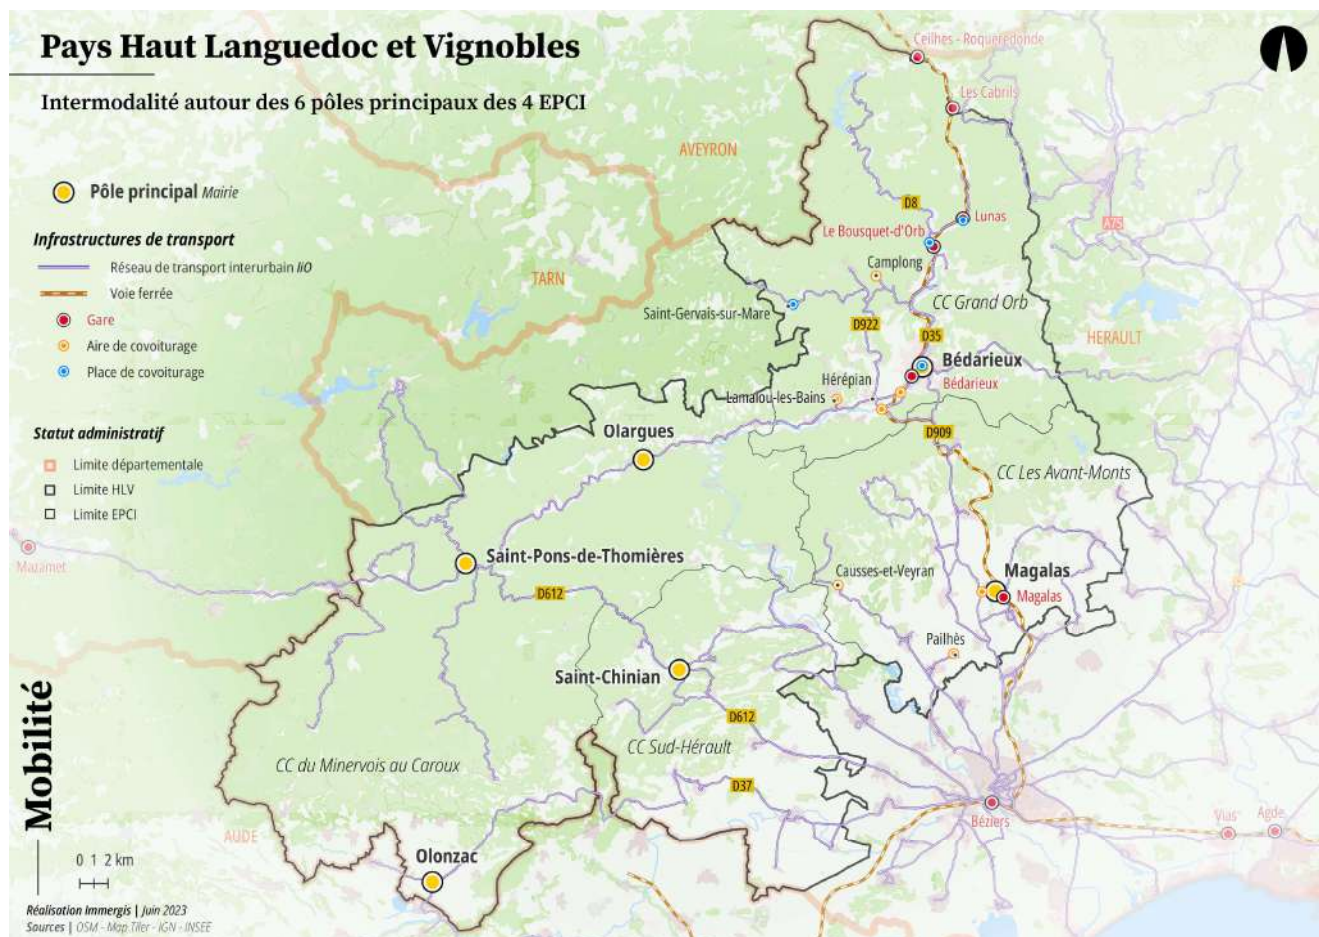 Pays Haut Languedoc et Vignobles
Intermodalité autour des 6 pôles principaux des 4 EPCI
Pôle principal Mairie
Infrastructures de transport
Réseau de transport interurbain liO
Voie ferrée
Gare
Aire de covoiturage
Place de covoiturage
Statut administratif
Limite départementale
Limite HLV
Limite EPCI
Ceilhes - Roqueredonde
Les Cabrils
AVEYRON
D8
Lunas
A75
Le Bousquet-d'Orb
Camplong
TARN
CC Grand Orb
Saint-Gervais-sur-Mare
D922
D35
HERAULT
Bédarieux
Bédarieux
Hérépian
Lamalou-les-Bains
Olargues
D909
CC Les Avant-Monts
Mazamet
Saint-Pons-de-Thomières
Causses-et-Veyran
Magalas
Magalas
D612
Pailhès
Saint-Chinian
D612
CC Sud-Hérault
CC du Minervois au Caroux
D37
Béziers
Vias
Agde
AUDE
Olonzac
Mobilité
0 1 2 km
Réalisation Immergis | Juin 2023
Sources | OSM - Map Tiler - IGN - INSEE